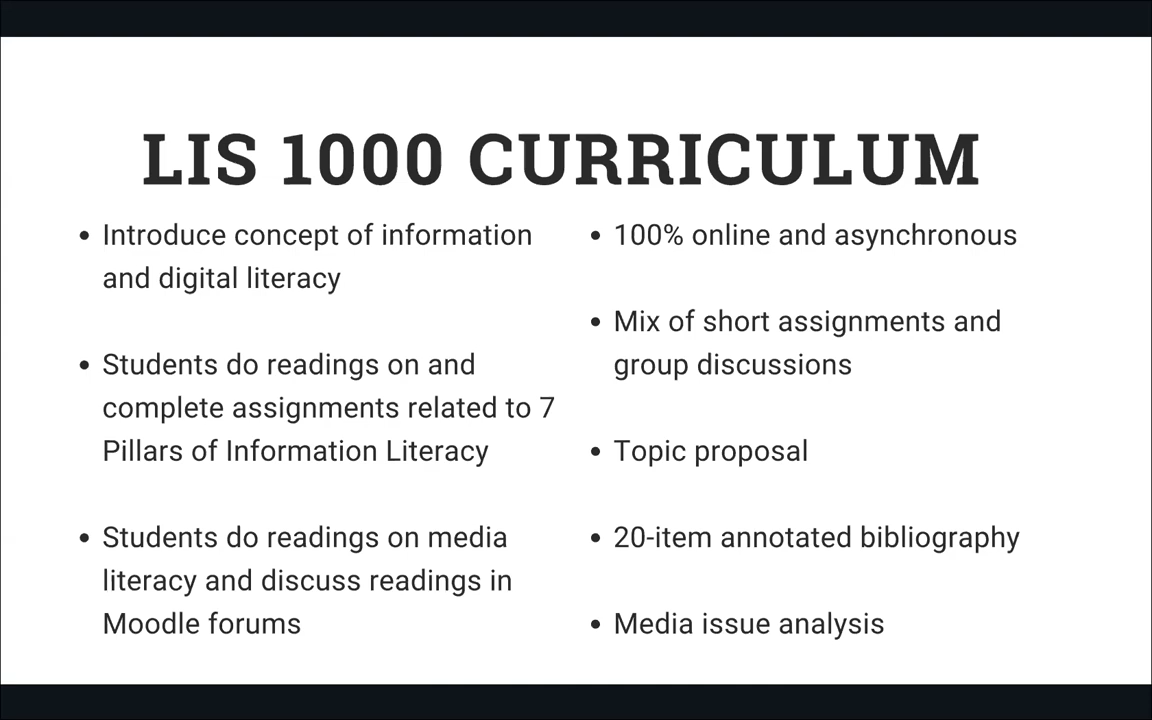 LIS 1000 CURRICULUM
• Introduce concept of information
and digital literacy
• Students do readings on and
complete assignments related to 7
Pillars of Information Literacy
• Students do readings on media
literacy and discuss readings in
Moodle forums
• 100% online and asynchronous
• Mix of short assignments and
group discussions
• Topic proposal
• 20-item annotated bibliography
• Media issue analysis